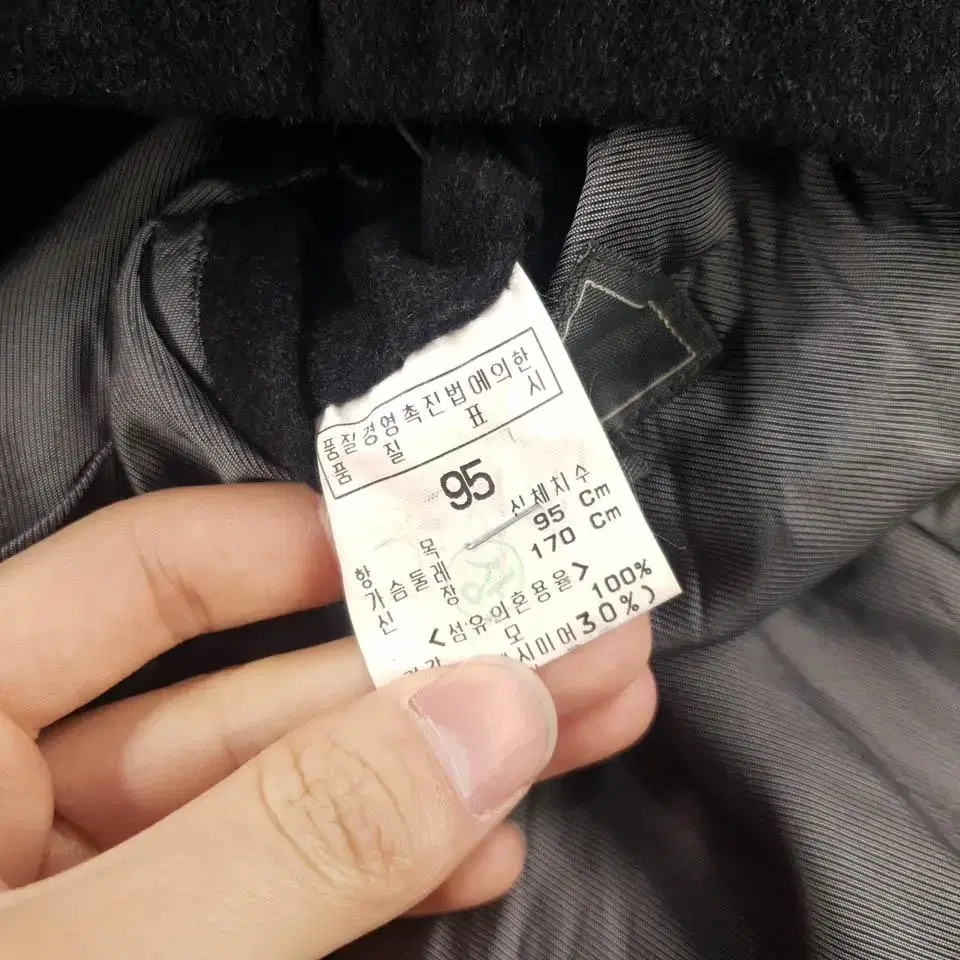 품질경영촉진법에의한
품 질 표 시
95
항 목 신체치수
가슴둘레 95 Cm
신 장 170 Cm
<섬유의혼용율>
모 100%
시미어30%)